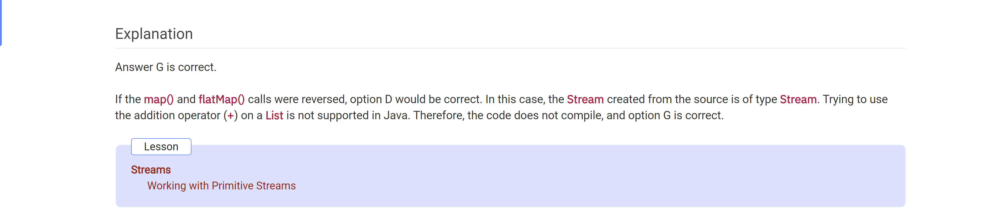 Explanation
Answer G is correct.
If the map() and flatMap() calls were reversed, option D would be correct. In this case, the Stream created from the source is of type Stream. Trying to use
the addition operator (+) on a List is not supported in Java. Therefore, the code does not compile, and option G is correct.
Lesson
Streams
Working with Primitive Streams